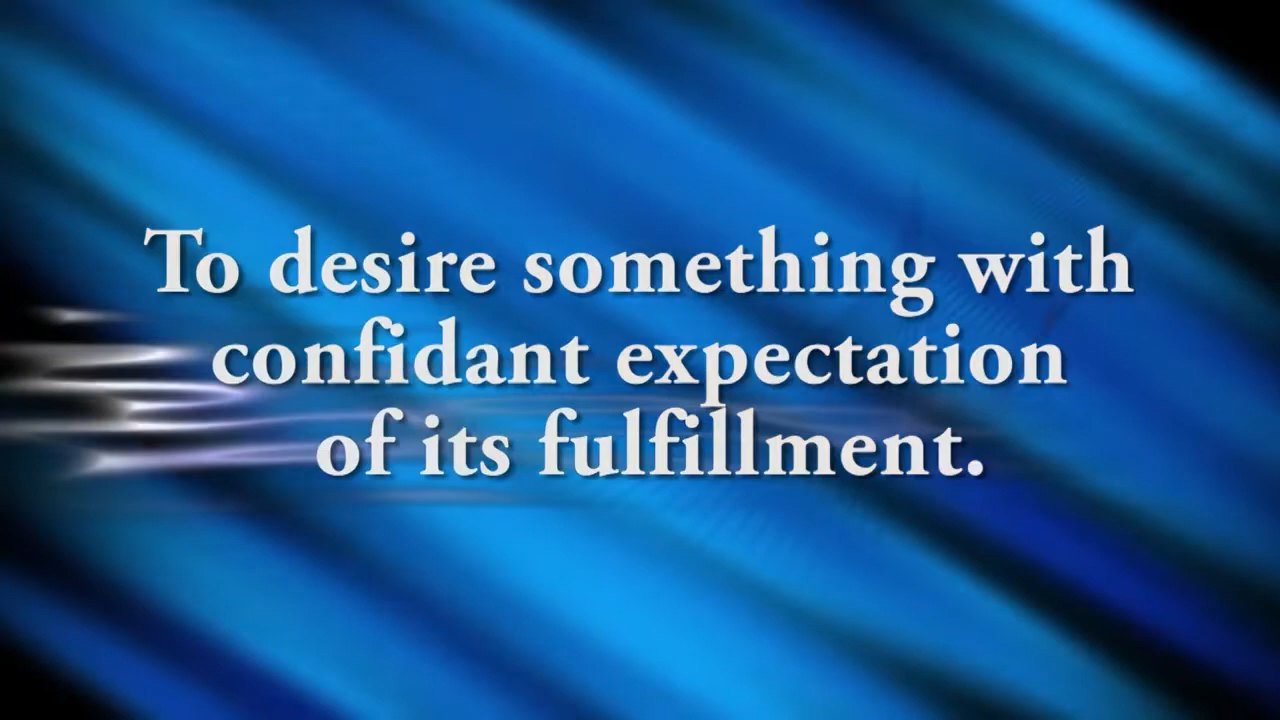 To desire something with
confidant expectation
of its fulfillment.